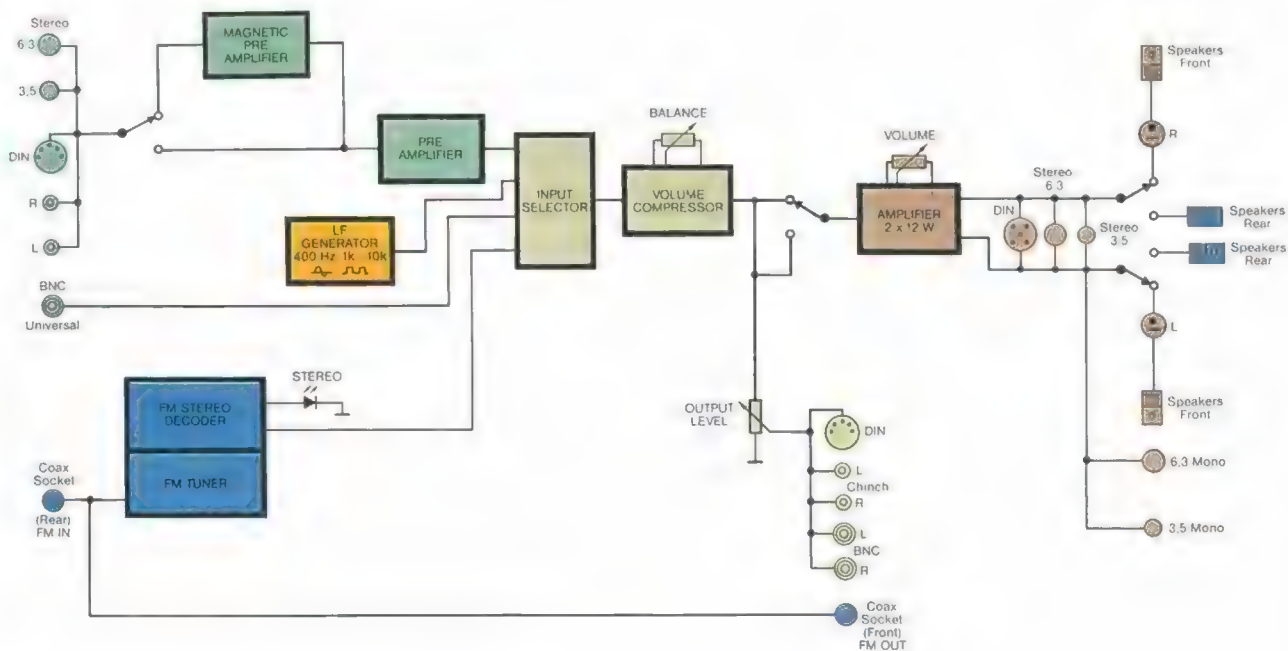 Stereo
6.3
3,5
DIN
R
L
BNC
Universal
MAGNETIC
PRE
AMPLIFIER
PRE
AMPLIFIER
LF
GENERATOR
400 Hz 1k 10k
INPUT
SELECTOR
BALANCE
VOLUME
COMPRESSOR
VOLUME
AMPLIFIER
2 x 12 W
DIN
Stereo
6.3
Stereo
3,5
Speakers
Front
R
Speakers
Rear
Speakers
Rear
L
Speakers
Front
6,3 Mono
3,5 Mono
FM STEREO
DECODER
FM TUNER
STEREO
Coax
Socket
(Rear)
FM IN
OUTPUT
LEVEL
DIN
L
Chinch
R
L
BNC
R
Coax
Socket
(Front)
FM OUT